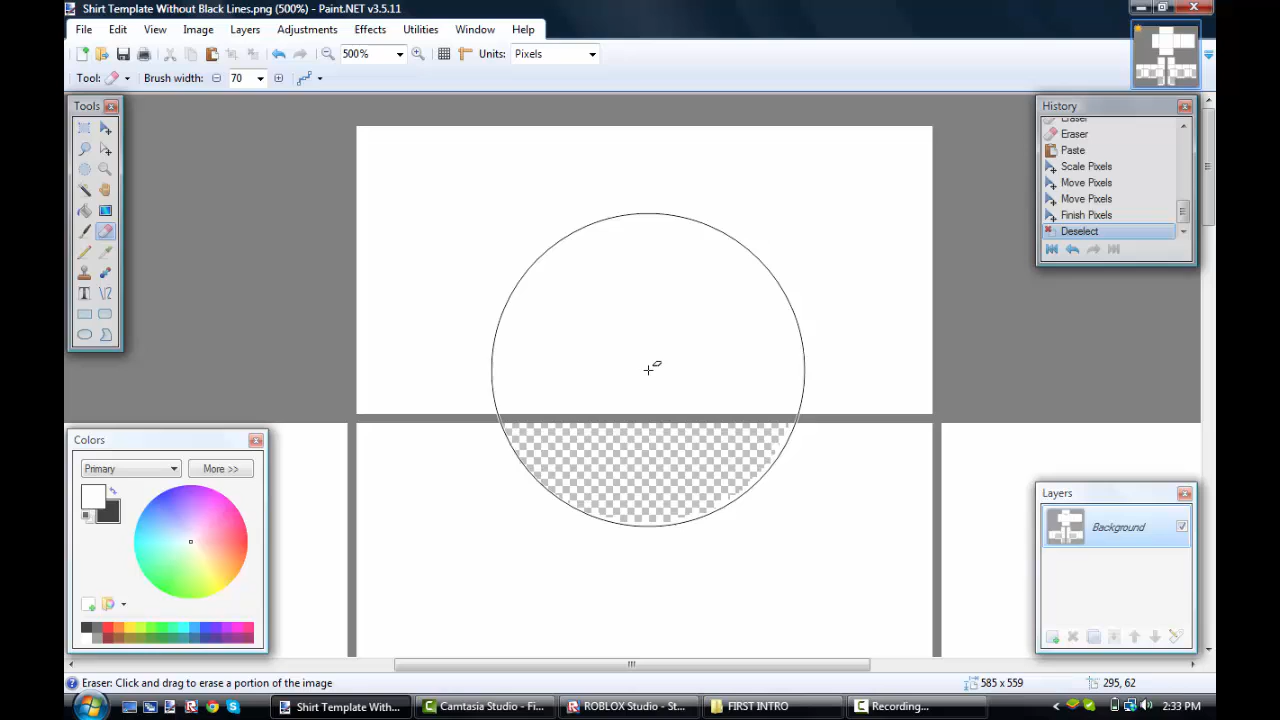 Shirt Template Without Black Lines.png (500%) - Paint.NET v3.5.11
File Edit View Image Layers Adjustments Effects Utilities Window Help
500% Units: Pixels
Tool: Brush width: 70
Tools
History
Eraser
Eraser
Paste
Scale Pixels
Move Pixels
Move Pixels
Finish Pixels
Deselect
Colors
Primary More >>
Layers
Background
Eraser: Click and drag to erase a portion of the image 585 x 559 295, 62
Shirt Template With... Camtasia Studio - Fi... ROBLOX Studio - St... FIRST INTRO Recording... 2:33 PM